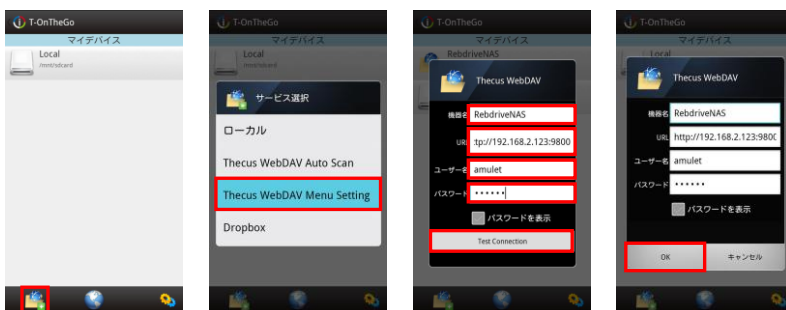 T-OnTheGo
マイデバイス
Local
/mnt/sdcard
T-OnTheGo
マイデバイス
Local
/mnt/sdcard
サービス選択
ローカル
Thecus WebDAV Auto Scan
Thecus WebDAV Menu Setting
Dropbox
T-OnTheGo
マイデバイス
RebdriveNAS
Thecus WebDAV
機器名 RebdriveNAS
URL :tp://192.168.2.123:9800
ユーザー名 amulet
パスワード ••••••
パスワードを表示
Test Connection
T-OnTheGo
マイデバイス
Local
Thecus WebDAV
機器名 RebdriveNAS
URL http://192.168.2.123:980(
ユーザー名 amulet
パスワード ••••••
パスワードを表示
OK キャンセル